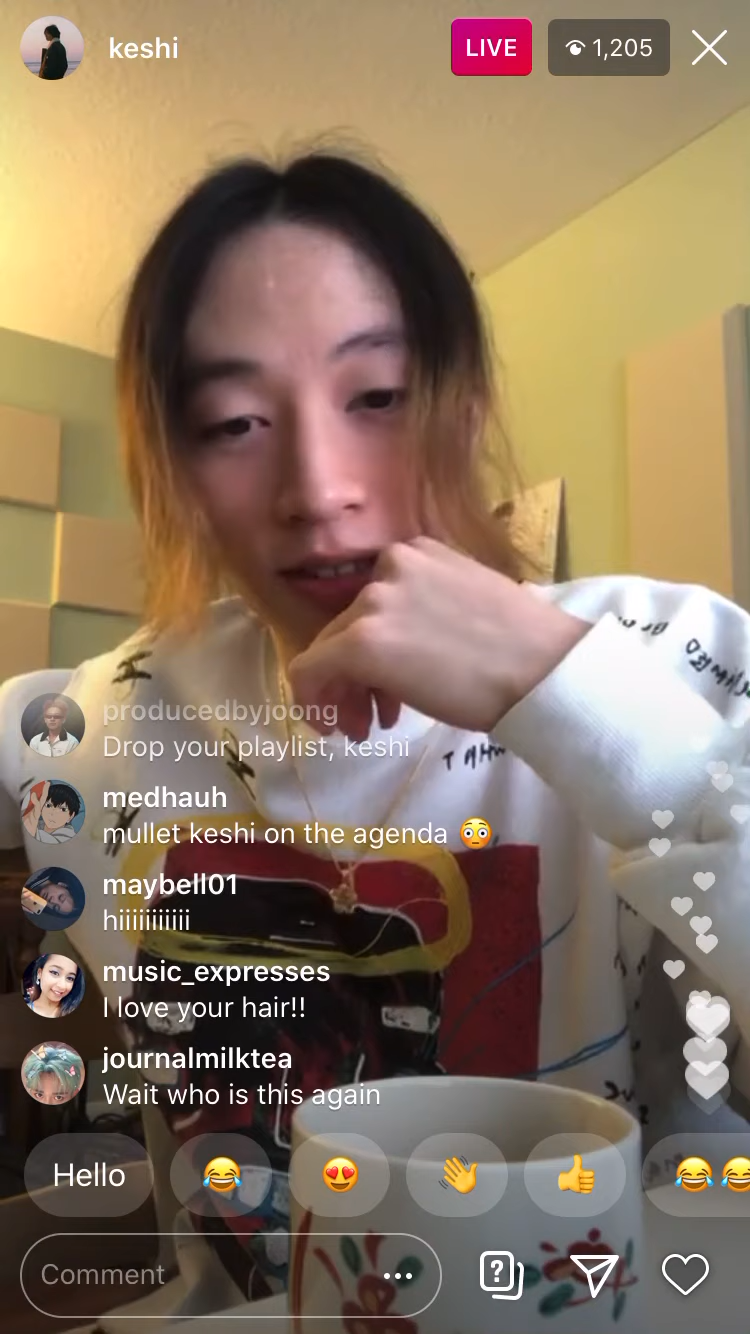 keshi
LIVE
1,205
producedbyjoong
Drop your playlist, keshi
medhauh
mullet keshi on the agenda 😳
maybell01
hiiiiiiiiiii
music_expresses
I love your hair!!
journalmilktea
Wait who is this again
Hello
Comment